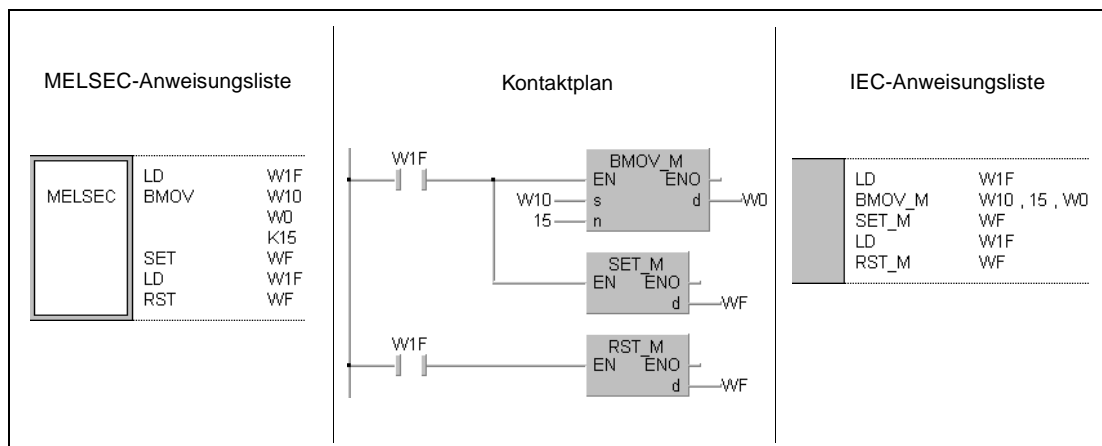 MELSEC-Anweisungsliste
MELSEC
LD W1F
BMOV W10
W0
K15
SET WF
LD W1F
RST WF
Kontaktplan
W1F
BMOV_M
EN ENO
W10 s d W0
15 n
SET_M
EN ENO
d WF
W1F
RST_M
EN ENO
d WF
IEC-Anweisungsliste
LD W1F
BMOV_M W10 , 15 , W0
SET_M WF
LD W1F
RST_M WF